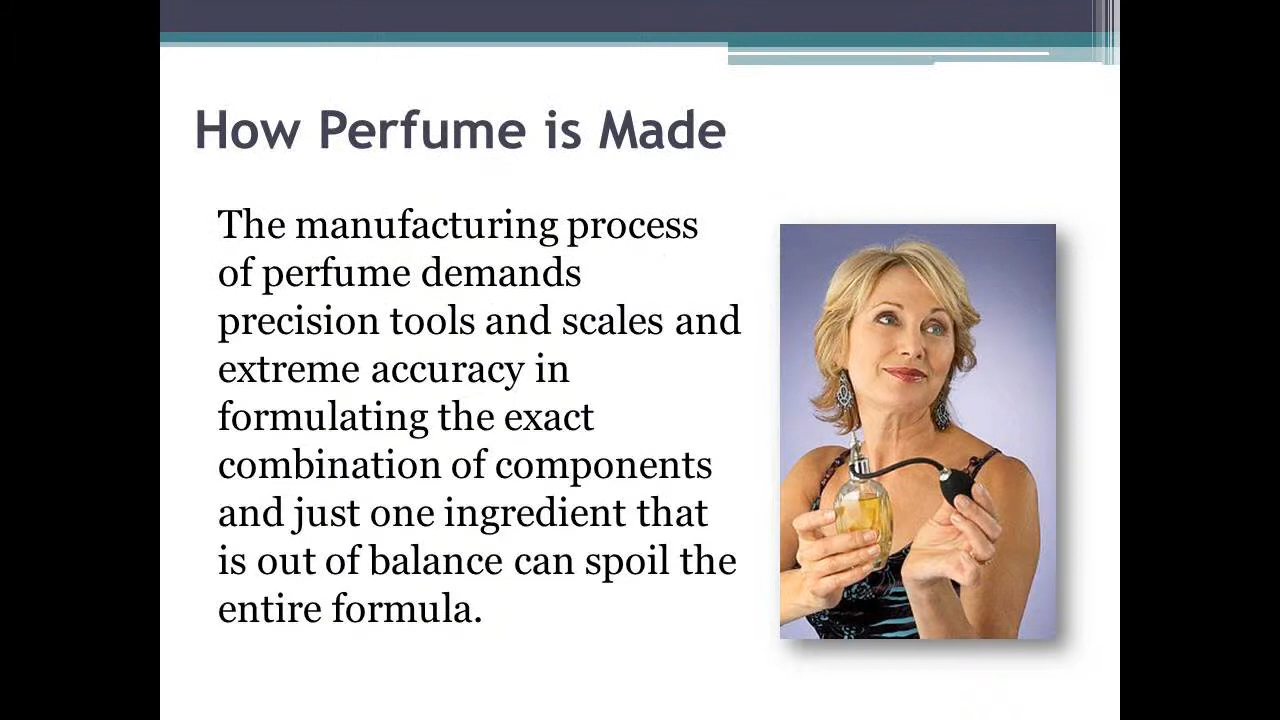 How Perfume is Made
The manufacturing process
of perfume demands
precision tools and scales and
extreme accuracy in
formulating the exact
combination of components
and just one ingredient that
is out of balance can spoil the
entire formula.